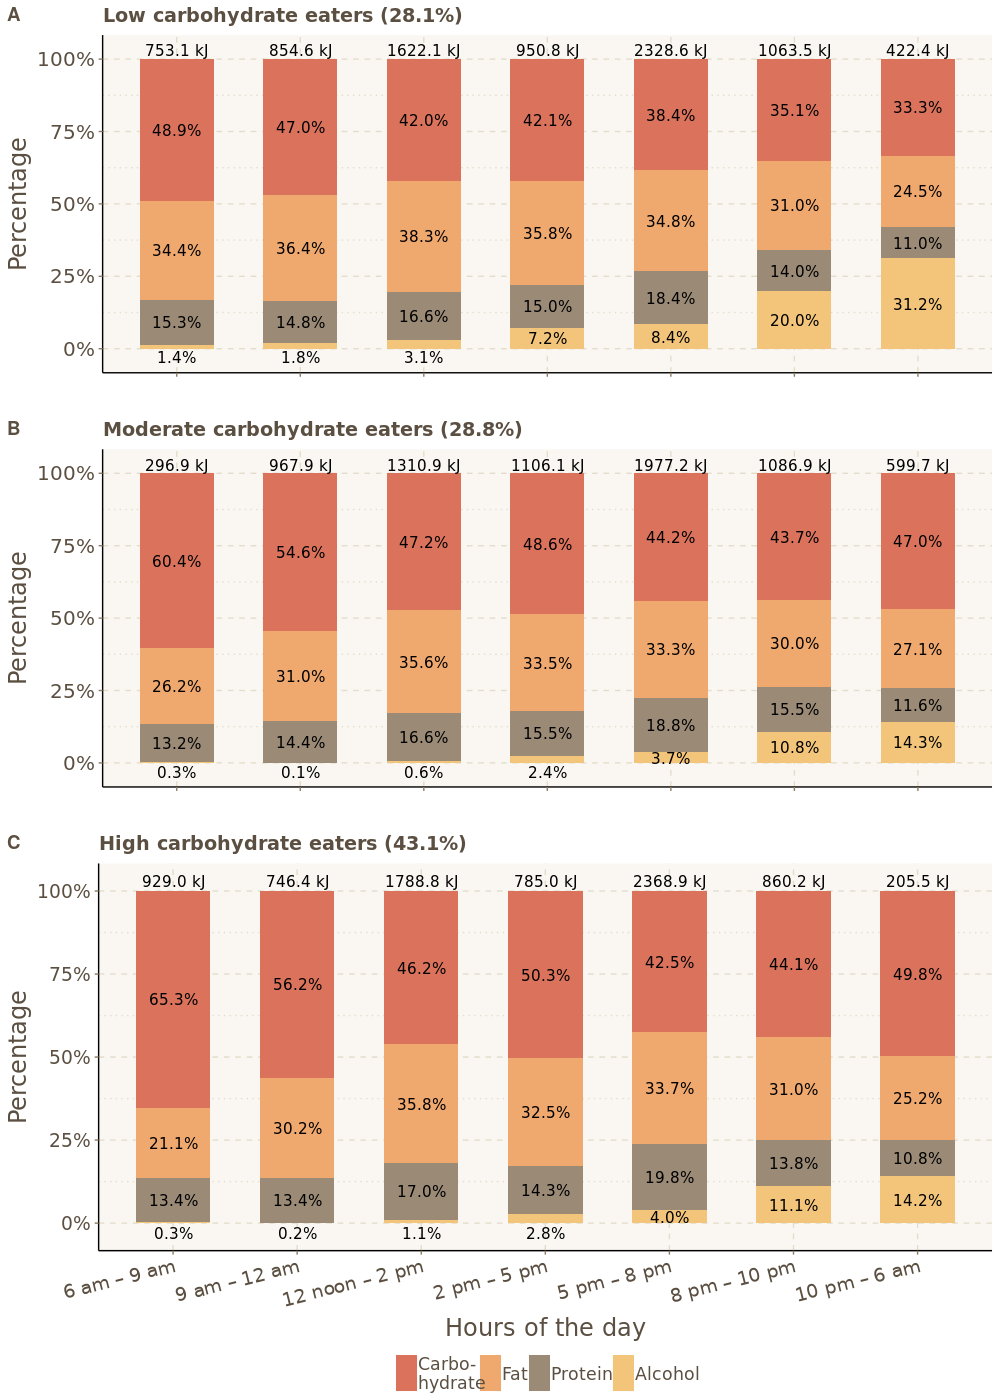 A Low carbohydrate eaters (28.1%)
753.1 kJ 854.6 kJ 1622.1 kJ 950.8 kJ 2328.6 kJ 1063.5 kJ 422.4 kJ
Percentage
100%
75%
50%
25%
0%
48.9% 47.0% 42.0% 42.1% 38.4% 35.1% 33.3%
34.4% 36.4% 38.3% 35.8% 34.8% 31.0% 24.5%
15.3% 14.8% 16.6% 15.0% 18.4% 14.0% 11.0%
1.4% 1.8% 3.1% 7.2% 8.4% 20.0% 31.2%
B Moderate carbohydrate eaters (28.8%)
296.9 kJ 967.9 kJ 1310.9 kJ 1106.1 kJ 1977.2 kJ 1086.9 kJ 599.7 kJ
Percentage
100%
75%
50%
25%
0%
60.4% 54.6% 47.2% 48.6% 44.2% 43.7% 47.0%
26.2% 31.0% 35.6% 33.5% 33.3% 30.0% 27.1%
13.2% 14.4% 16.6% 15.5% 18.8% 15.5% 11.6%
0.3% 0.1% 0.6% 2.4% 3.7% 10.8% 14.3%
C High carbohydrate eaters (43.1%)
929.0 kJ 746.4 kJ 1788.8 kJ 785.0 kJ 2368.9 kJ 860.2 kJ 205.5 kJ
Percentage
100%
75%
50%
25%
0%
65.3% 56.2% 46.2% 50.3% 42.5% 44.1% 49.8%
21.1% 30.2% 35.8% 32.5% 33.7% 31.0% 25.2%
13.4% 13.4% 17.0% 14.3% 19.8% 13.8% 10.8%
0.3% 0.2% 1.1% 2.8% 4.0% 11.1% 14.2%
6 am – 9 am 9 am – 12 am 12 noon – 2 pm 2 pm – 5 pm 5 pm – 8 pm 8 pm – 10 pm 10 pm – 6 am
Hours of the day
Carbo-
hydrate Fat Protein Alcohol